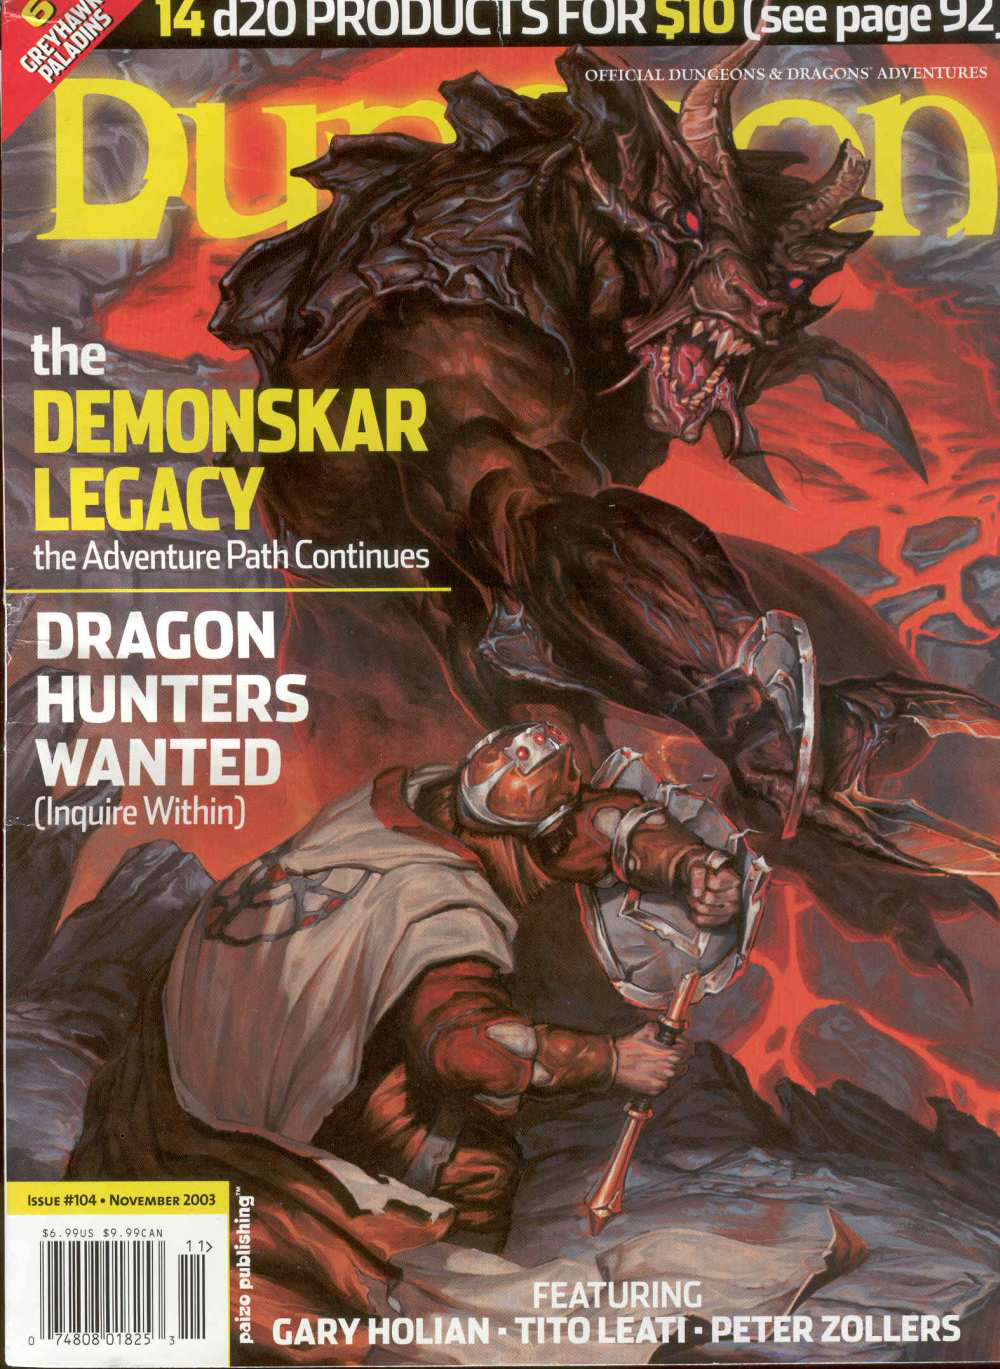 6
GREYHAWK
PALADINS
14 d20 PRODUCTS FOR $10 (see page 92)
OFFICIAL DUNGEONS & DRAGONS® ADVENTURES
Dungeon
the
DEMONSKAR
LEGACY
the Adventure Path Continues
DRAGON
HUNTERS
WANTED
(Inquire Within)
ISSUE #104 • NOVEMBER 2003
$6.99US $9.99CAN
11>
0 74808 01825 3
paizo publishing™
FEATURING
GARY HOLIAN • TITO LEATI • PETER ZOLLERS